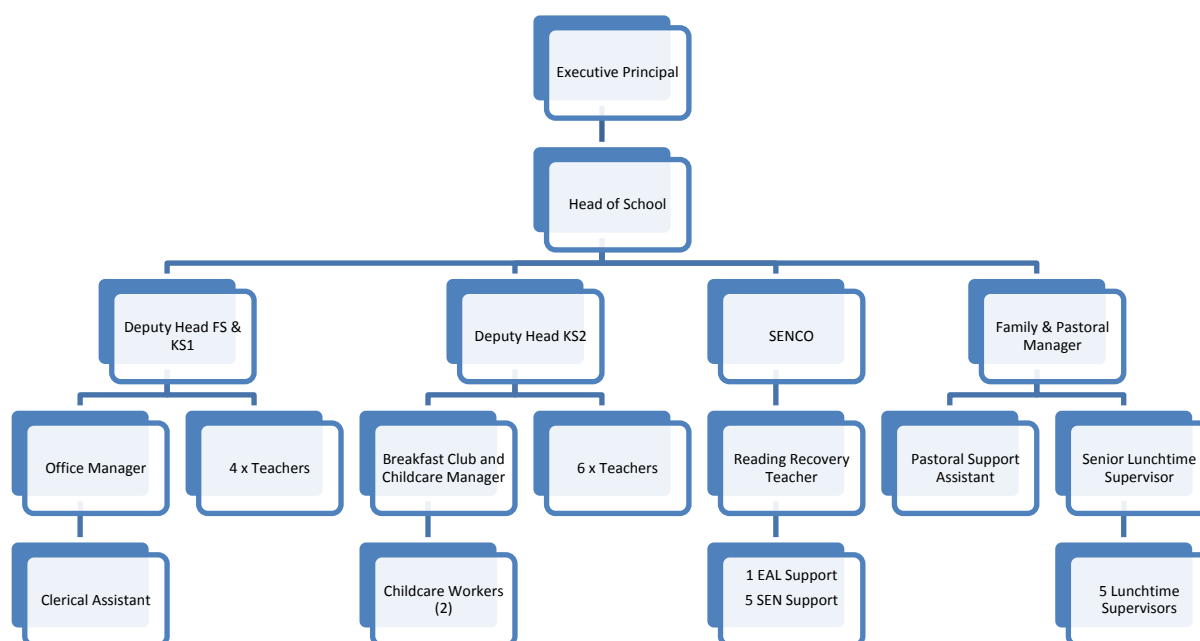 Executive Principal
Head of School
Deputy Head FS &
KS1
Deputy Head KS2
SENCO
Family & Pastoral
Manager
Office Manager
4 x Teachers
Breakfast Club and
Childcare Manager
6 x Teachers
Reading Recovery
Teacher
Pastoral Support
Assistant
Senior Lunchtime
Supervisor
Clerical Assistant
Childcare Workers
(2)
1 EAL Support
5 SEN Support
5 Lunchtime
Supervisors